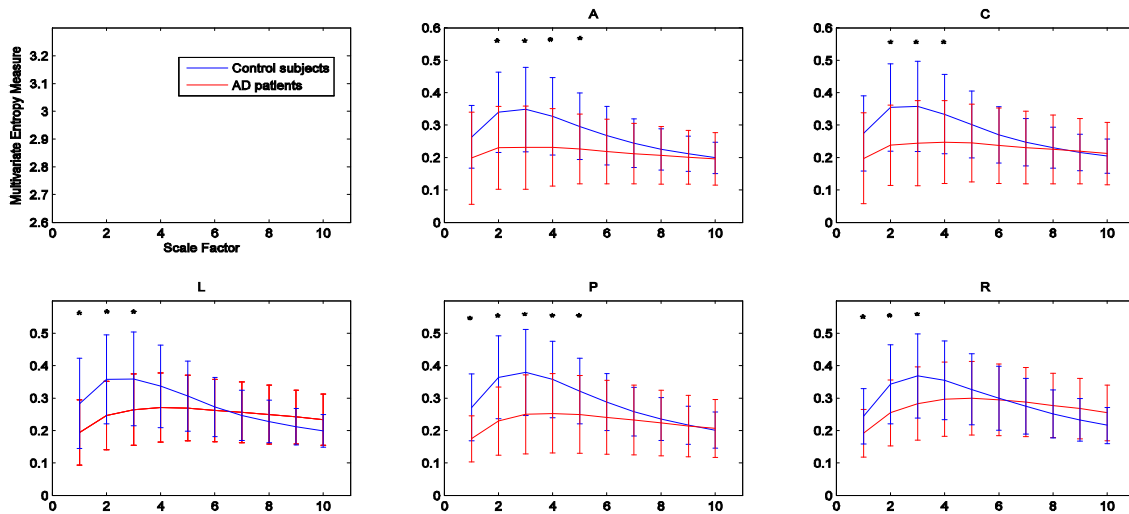 A
C
Multivariate Entropy Measure
3.2
3.1
3
2.9
2.8
2.7
2.6
0 2 4 6 8 10
Scale Factor
Control subjects
AD patients
0.6
0.5
0.4
0.3
0.2
0.1
0
0 2 4 6 8 10
* * * *
0.6
0.5
0.4
0.3
0.2
0.1
0
0 2 4 6 8 10
* * *
L
P
R
0.5
0.4
0.3
0.2
0.1
0
0 2 4 6 8 10
* * *
0.5
0.4
0.3
0.2
0.1
0
0 2 4 6 8 10
* * * * *
0.5
0.4
0.3
0.2
0.1
0
0 2 4 6 8 10
* * *